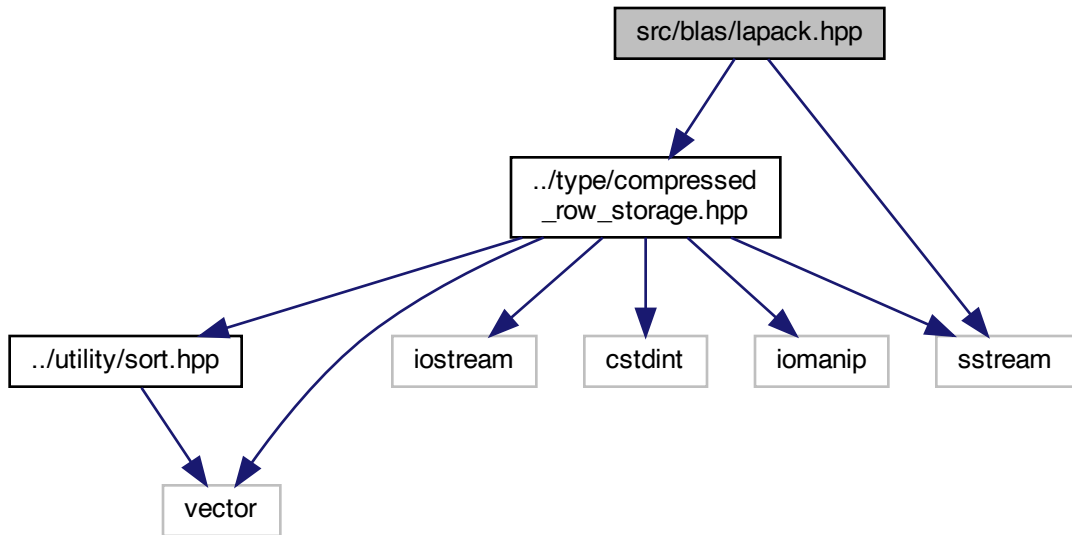 src/blas/lapack.hpp
../type/compressed
_row_storage.hpp
../utility/sort.hpp
iostream
cstdint
iomanip
sstream
vector